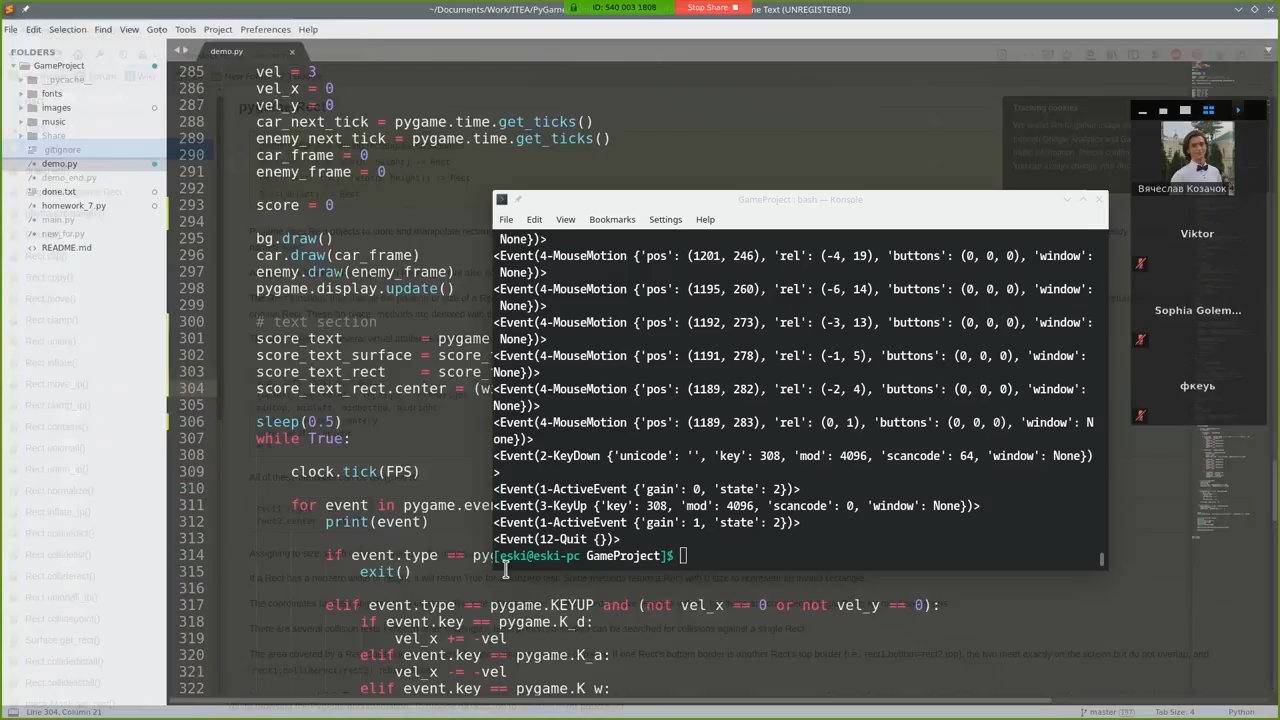 ~/Documents/Work/ITEA/PyGame
ID: 540 003 1808
Stop Share
me Text (UNREGISTERED)
File Edit Selection Find View Goto Tools Project Preferences Help
FOLDERS
GameProject
__pycache__
fonts
images
music
Share
.gitignore
demo.py
demo_end.py
done.txt
homework_7.py
main.py
new_for.py
README.md
demo.py
285 vel = 3
286 vel_x = 0
287 vel_y = 0
288 car_next_tick = pygame.time.get_ticks()
289 enemy_next_tick = pygame.time.get_ticks()
290 car_frame = 0
291 enemy_frame = 0
292
293 score = 0
294
295 bg.draw()
296 car.draw(car_frame)
297 enemy.draw(enemy_frame)
298 pygame.display.update()
299
300 # text section
301 score_text = pygame
302 score_text_surface = score_
303 score_text_rect = score_
304 score_text_rect.center = (w
305
306 sleep(0.5)
307 while True:
308
309 clock.tick(FPS)
310
311 for event in pygame.eve
312 print(event)
313
314 if event.type == pyg
315 exit()
316
317 elif event.type == pygame.KEYUP and (not vel_x == 0 or not vel_y == 0):
318 if event.key == pygame.K_d:
319 vel_x += -vel
320 elif event.key == pygame.K_a:
321 vel_x -= -vel
322 elif event.key == pygame.K_w:
GameProject : bash — Konsole
File Edit View Bookmarks Settings Help
None})>
<Event(4-MouseMotion {'pos': (1201, 246), 'rel': (-4, 19), 'buttons': (0, 0, 0), 'window':
None})>
<Event(4-MouseMotion {'pos': (1195, 260), 'rel': (-6, 14), 'buttons': (0, 0, 0), 'window':
None})>
<Event(4-MouseMotion {'pos': (1192, 273), 'rel': (-3, 13), 'buttons': (0, 0, 0), 'window':
None})>
<Event(4-MouseMotion {'pos': (1191, 278), 'rel': (-1, 5), 'buttons': (0, 0, 0), 'window':
None})>
<Event(4-MouseMotion {'pos': (1189, 282), 'rel': (-2, 4), 'buttons': (0, 0, 0), 'window':
None})>
<Event(4-MouseMotion {'pos': (1189, 283), 'rel': (0, 1), 'buttons': (0, 0, 0), 'window': N
one})>
<Event(2-KeyDown {'unicode': '', 'key': 308, 'mod': 4096, 'scancode': 64, 'window': None})
>
<Event(1-ActiveEvent {'gain': 0, 'state': 2})>
<Event(3-KeyUp {'key': 308, 'mod': 4096, 'scancode': 0, 'window': None})>
<Event(1-ActiveEvent {'gain': 1, 'state': 2})>
<Event(12-Quit {})>
[eski@eski-pc GameProject]$
Вячеслав Козачок
Viktor
Sophia Golem...
фкеуь
Line 304, Column 21
master
Tab Size: 4
Python